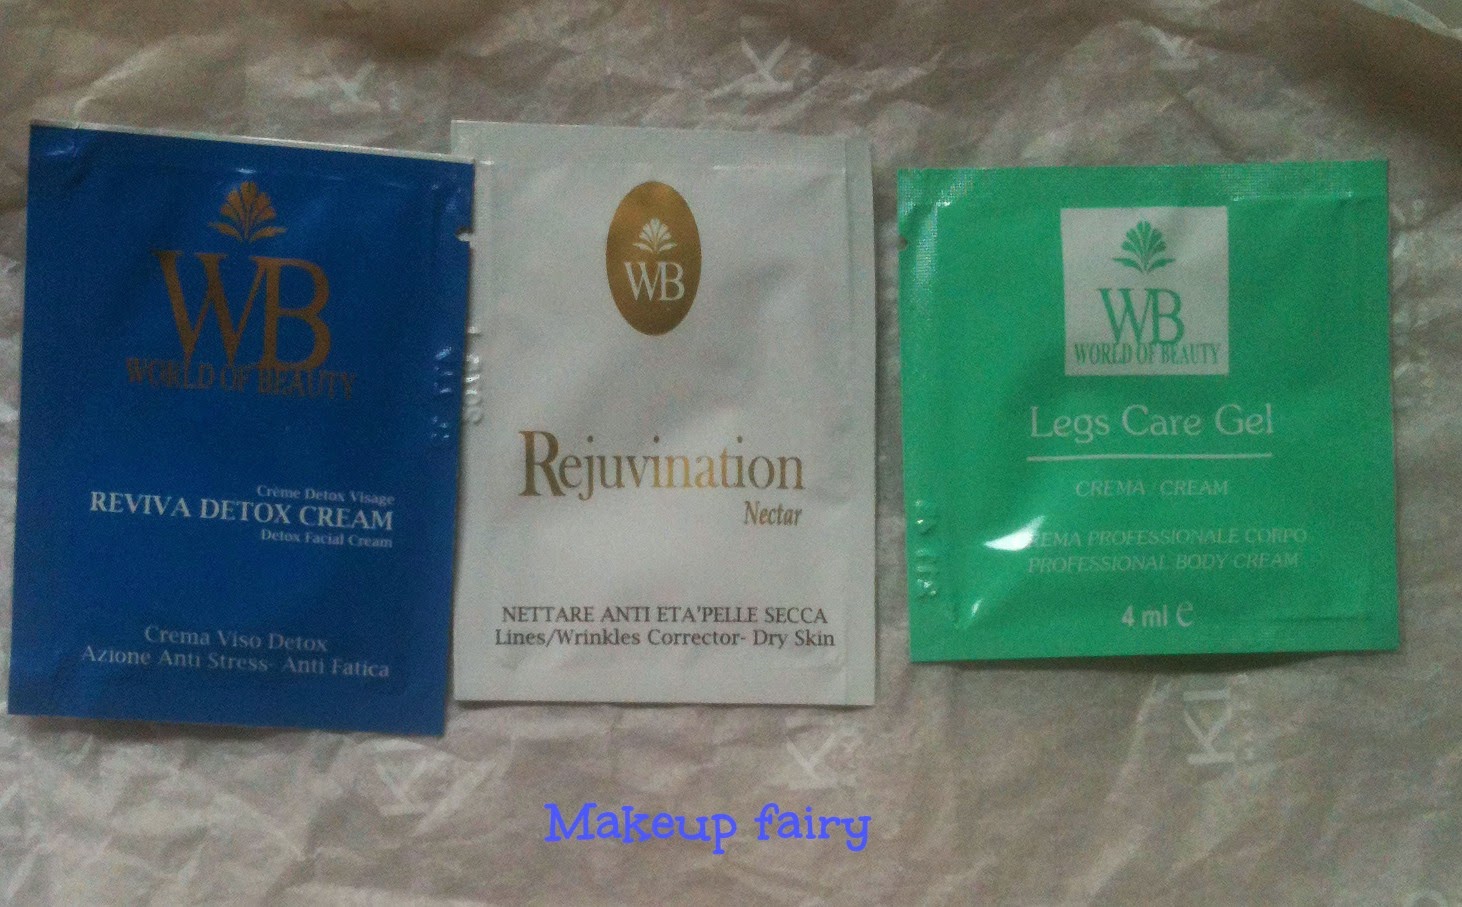 WB
WORLD OF BEAUTY
Crème Detox Visage
REVIVA DETOX CREAM
Detox Facial Cream
Crema Viso Detox
Azione Anti Stress- Anti Fatica
WB
Rejuvination
Nectar
NETTARE ANTI ETA'PELLE SECCA
Lines/Wrinkles Corrector- Dry Skin
WB
WORLD OF BEAUTY
Legs Care Gel
CREMA / CREAM
PROFESSIONALE CORPO
PROFESSIONAL BODY CREAM
4 ml e
Makeup fairy